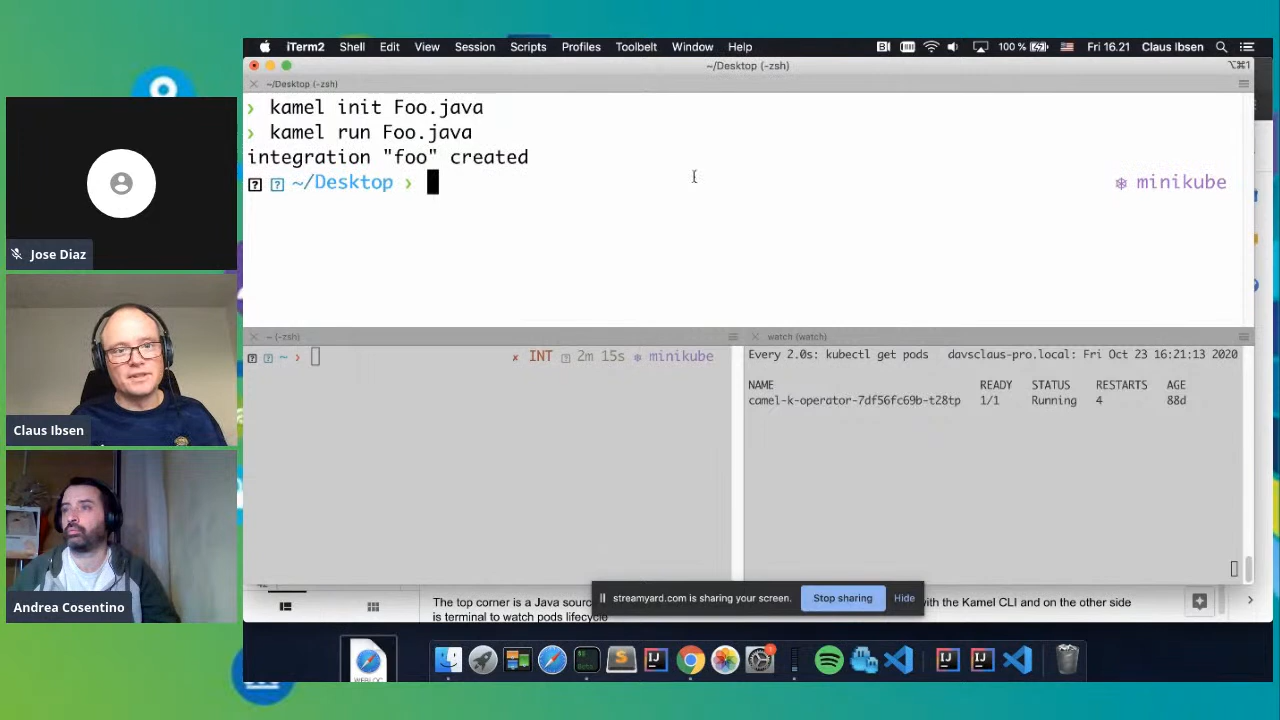 iTerm2 Shell Edit View Session Scripts Profiles Toolbelt Window Help 100 % Fri 16.21 Claus Ibsen
~/Desktop (-zsh) ⌥⌘1
~/Desktop (-zsh)
› kamel init Foo.java
› kamel run Foo.java
integration "foo" created
~/Desktop › minikube
Jose Diaz
Claus Ibsen
Andrea Cosentino
~ (-zsh)
~ › x INT 2m 15s minikube
watch (watch)
Every 2.0s: kubectl get pods davsclaus-pro.local: Fri Oct 23 16:21:13 2020
NAME READY STATUS RESTARTS AGE
camel-k-operator-7df56fc69b-t28tp 1/1 Running 4 88d
streamyard.com is sharing your screen. Stop sharing Hide
The top corner is a Java sourc with the Kamel CLI and on the other side
is terminal to watch pods lifecycle
WEBLOC